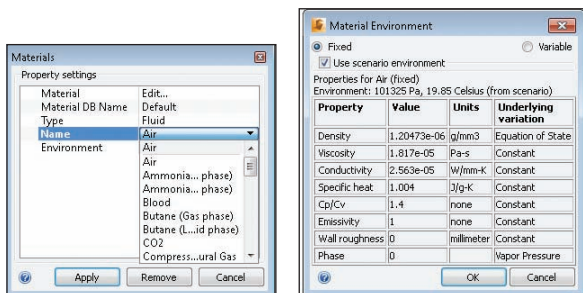 Materials
Property settings
Material Edit...
Material DB Name Default
Type Fluid
Name Air
Environment Air
Air
Ammonia... phase)
Ammonia... phase)
Blood
Butane (Gas phase)
Butane (L...id phase)
CO2
Compress...ural Gas
Apply Remove Cancel
Material Environment
Fixed Variable
Use scenario environment
Properties for Air (fixed)
Environment: 101325 Pa, 19.85 Celsius (from scenario)
Property Value Units Underlying
variation
Density 1.20473e-06 g/mm3 Equation of State
Viscosity 1.817e-05 Pa-s Constant
Conductivity 2.563e-05 W/mm-K Constant
Specific heat 1.004 J/g-K Constant
Cp/Cv 1.4 none Constant
Emissivity 1 none Constant
Wall roughness 0 millimeter Constant
Phase 0 Vapor Pressure
OK Cancel